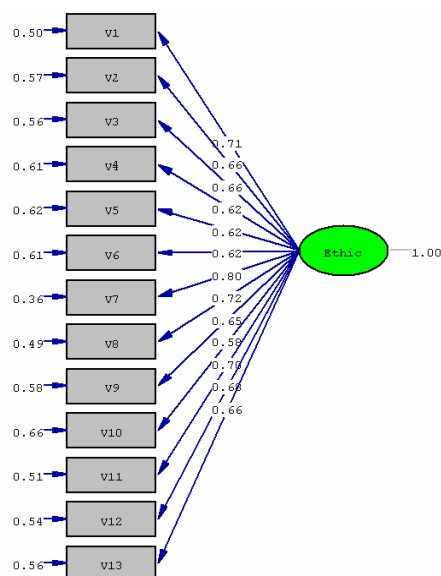 0.50 V1
0.57 V2
0.56 V3
0.61 V4
0.62 V5
0.61 V6
0.36 V7
0.49 V8
0.58 V9
0.66 V10
0.51 V11
0.54 V12
0.56 V13
0.71
0.66
0.66
0.62
0.62
0.62
0.80
0.72
0.65
0.58
0.70
0.68
0.66
Ethic 1.00